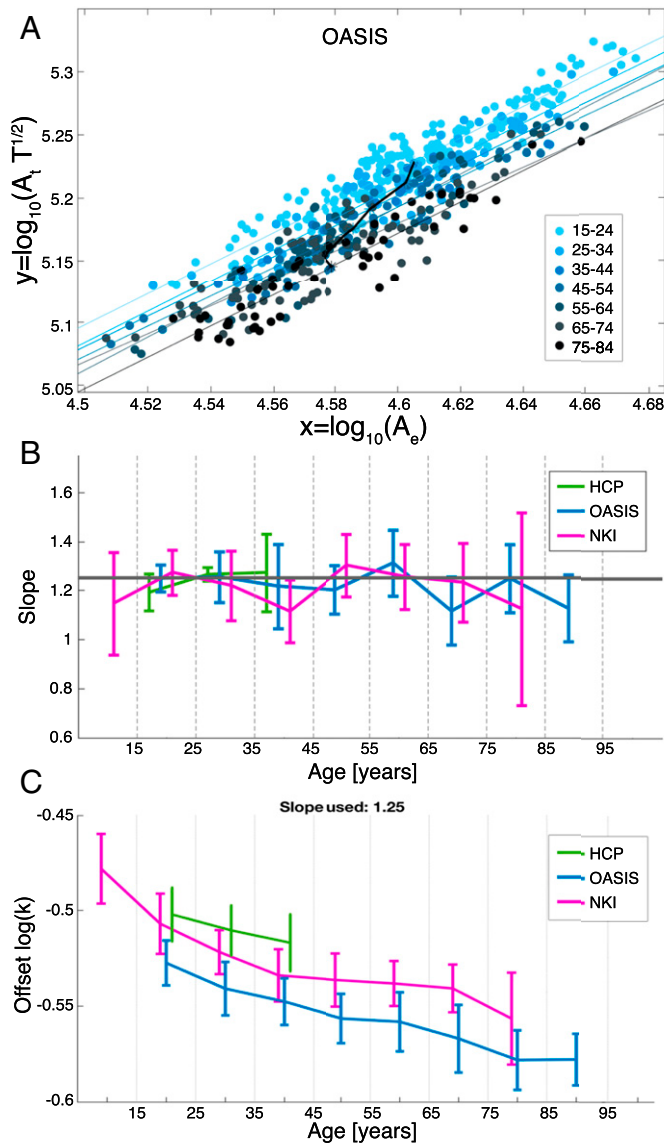 A
OASIS
y=log10(At T1/2)
5.3
5.25
5.2
5.15
5.1
5.05
15-24
25-34
35-44
45-54
55-64
65-74
75-84
4.5 4.52 4.54 4.56 4.58 4.6 4.62 4.64 4.66 4.68
x=log10(Ae)
B
Slope
1.6
1.4
1.2
1
0.8
0.6
HCP
OASIS
NKI
15 25 35 45 55 65 75 85 95
Age [years]
C
Slope used: 1.25
Offset log(k)
-0.45
-0.5
-0.55
-0.6
HCP
OASIS
NKI
15 25 35 45 55 65 75 85 95
Age [years]